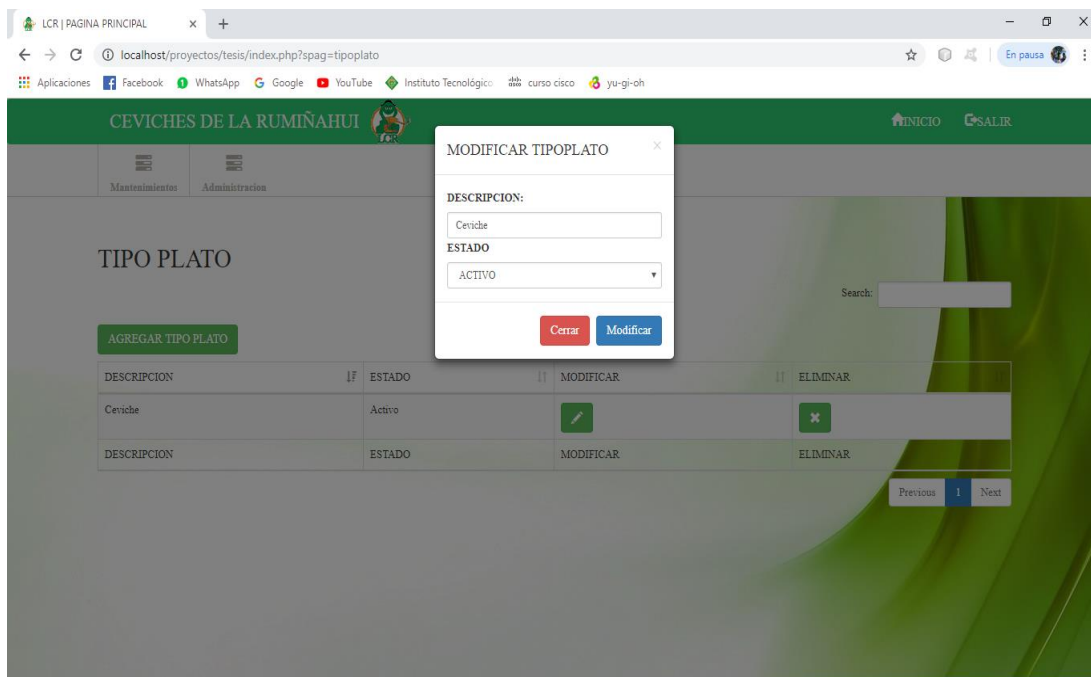 LCR | PAGINA PRINCIPAL
localhost/proyectos/tesis/index.php?spag=tipoplato
En pausa
Aplicaciones Facebook WhatsApp Google YouTube Instituto Tecnológico curso cisco yu-gi-oh
CEVICHES DE LA RUMIÑAHUI LCR INICIO SALIR
Mantenimientos Administracion
MODIFICAR TIPOPLATO ×
DESCRIPCION:
Ceviche
ESTADO
ACTIVO
Cerrar Modificar
TIPO PLATO
Search:
AGREGAR TIPO PLATO
DESCRIPCION ESTADO MODIFICAR ELIMINAR
Ceviche Activo
DESCRIPCION ESTADO MODIFICAR ELIMINAR
Previous 1 Next